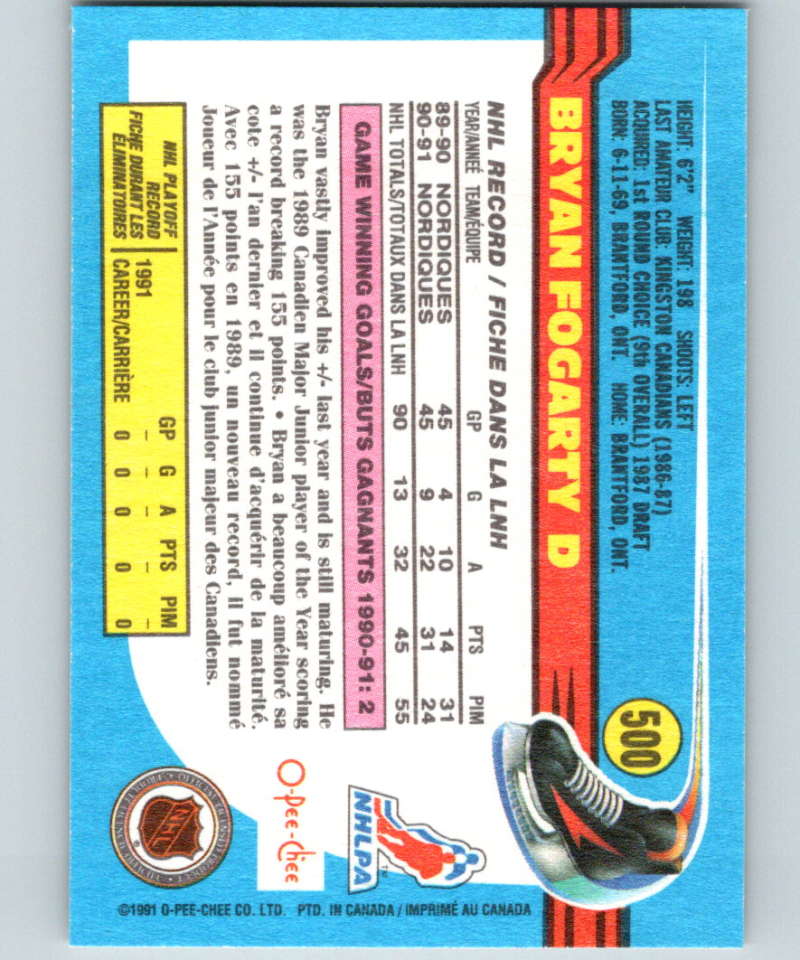 500
HEIGHT: 6'2" WEIGHT: 198 SHOOTS: LEFT
LAST AMATEUR CLUB: KINGSTON CANADIANS (1986-87)
ACQUIRED: 1st ROUND CHOICE (9th OVERALL) 1987 DRAFT
BORN: 6-11-69, BRANTFORD, ONT. HOME: BRANTFORD, ONT.
BRYAN FOGARTY D
NHL RECORD / FICHE DANS LA LNH
YEAR/ANNÉE TEAM/ÉQUIPE GP G A PTS PIM
89-90 NORDIQUES 45 4 10 14 31
90-91 NORDIQUES 45 9 22 31 24
NHL TOTALS/TOTAUX DANS LA LNH 90 13 32 45 55
GAME WINNING GOALS/BUTS GAGNANTS 1990-91: 2
Bryan vastly improved his +/- last year and is still maturing. He
was the 1989 Canadien Major Junior player of the Year scoring
a record breaking 155 points. • Bryan a beaucoup amélioré sa
cote +/- l'an dernier et il continue d'acquérir de la maturité.
Avec 155 points en 1989, un nouveau record, il fut nommé
Joueur de l'Année pour le club junior majeur des Canadiens.
NHL PLAYOFF
RECORD
FICHE DURANT LES
ÉLIMINATOIRES
GP G A PTS PIM
1991 – – – – –
CAREER/CARRIÈRE 0 0 0 0 0
NHLPA
TM
O-Pee-Chee
NHL
©1991 O-PEE-CHEE CO. LTD. PTD. IN CANADA / IMPRIMÉ AU CANADA